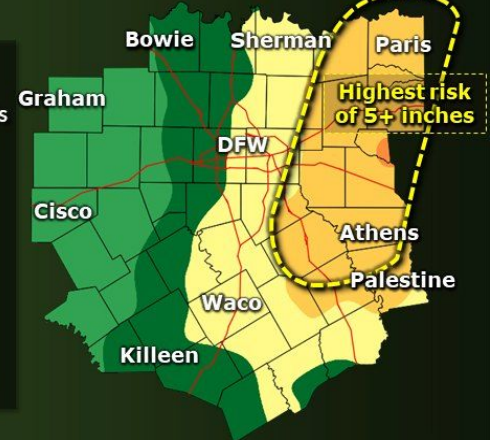 Bowie
Sherman
Paris
Graham
s
Highest risk
of 5+ inches
DFW
Cisco
Athens
Palestine
Waco
Killeen